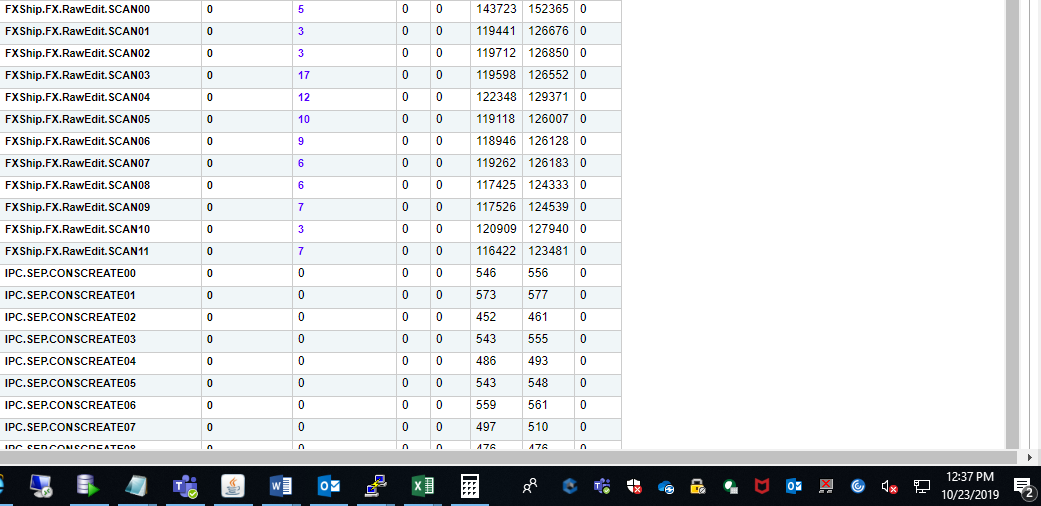 FXShip.FX.RawEdit.SCAN00 0 5 0 0 143723 152365 0
FXShip.FX.RawEdit.SCAN01 0 3 0 0 119441 126676 0
FXShip.FX.RawEdit.SCAN02 0 3 0 0 119712 126850 0
FXShip.FX.RawEdit.SCAN03 0 17 0 0 119598 126552 0
FXShip.FX.RawEdit.SCAN04 0 12 0 0 122348 129371 0
FXShip.FX.RawEdit.SCAN05 0 10 0 0 119118 126007 0
FXShip.FX.RawEdit.SCAN06 0 9 0 0 118946 126128 0
FXShip.FX.RawEdit.SCAN07 0 6 0 0 119262 126183 0
FXShip.FX.RawEdit.SCAN08 0 6 0 0 117425 124333 0
FXShip.FX.RawEdit.SCAN09 0 7 0 0 117526 124539 0
FXShip.FX.RawEdit.SCAN10 0 3 0 0 120909 127940 0
FXShip.FX.RawEdit.SCAN11 0 7 0 0 116422 123481 0
IPC.SEP.CONSCREATE00 0 0 0 0 546 556 0
IPC.SEP.CONSCREATE01 0 0 0 0 573 577 0
IPC.SEP.CONSCREATE02 0 0 0 0 452 461 0
IPC.SEP.CONSCREATE03 0 0 0 0 543 555 0
IPC.SEP.CONSCREATE04 0 0 0 0 486 493 0
IPC.SEP.CONSCREATE05 0 0 0 0 543 548 0
IPC.SEP.CONSCREATE06 0 0 0 0 559 561 0
IPC.SEP.CONSCREATE07 0 0 0 0 497 510 0
IPC.SEP.CONSCREATE08 0 0 0 0 476 476 0
12:37 PM
10/23/2019
2